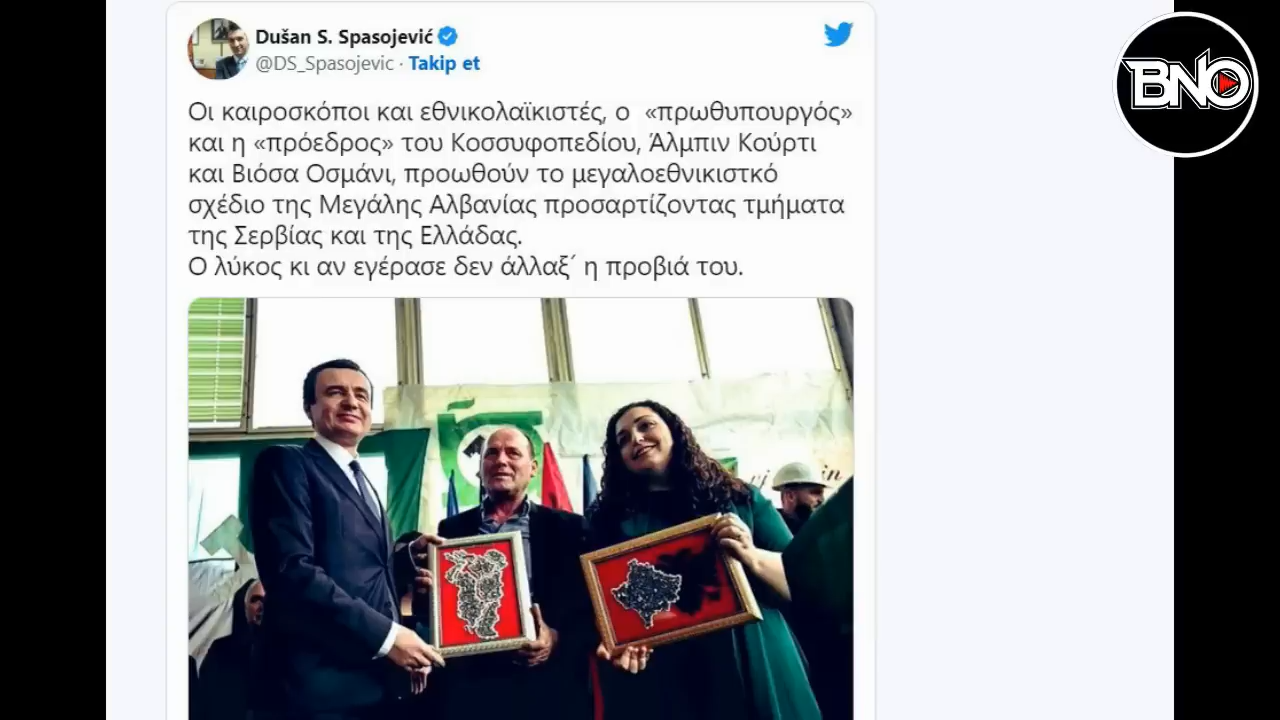 Dušan S. Spasojević
@DS_Spasojevic · Takip et
Οι καιροσκόποι και εθνικολαϊκιστές, ο «πρωθυπουργός»
και η «πρόεδρος» του Κοσσυφοπεδίου, Άλμπιν Κούρτι
και Βιόσα Οσμάνι, προωθούν το μεγαλοεθνικιστκό
σχέδιο της Μεγάλης Αλβανίας προσαρτίζοντας τμήματα
της Σερβίας και της Ελλάδας.
Ο λύκος κι αν εγέρασε δεν άλλαξ´ η προβιά του.
BNO